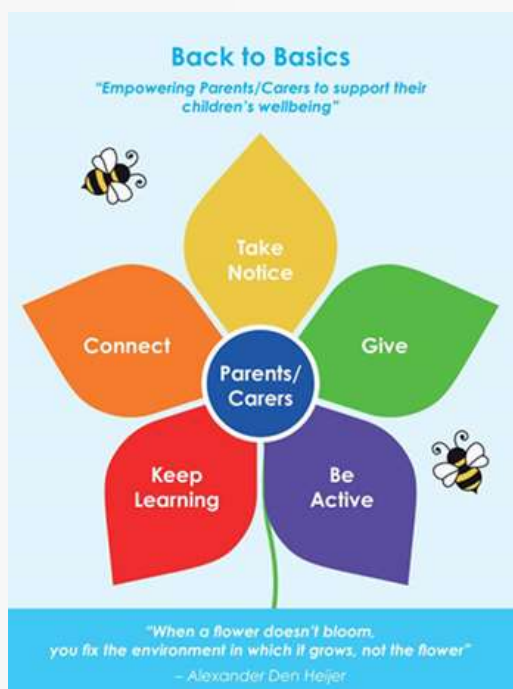 Back to Basics
"Empowering Parents/Carers to support their
children's wellbeing"
Take
Notice
Connect
Give
Parents/
Carers
Keep
Learning
Be
Active
"When a flower doesn't bloom,
you fix the environment in which it grows, not the flower"
– Alexander Den Heijer